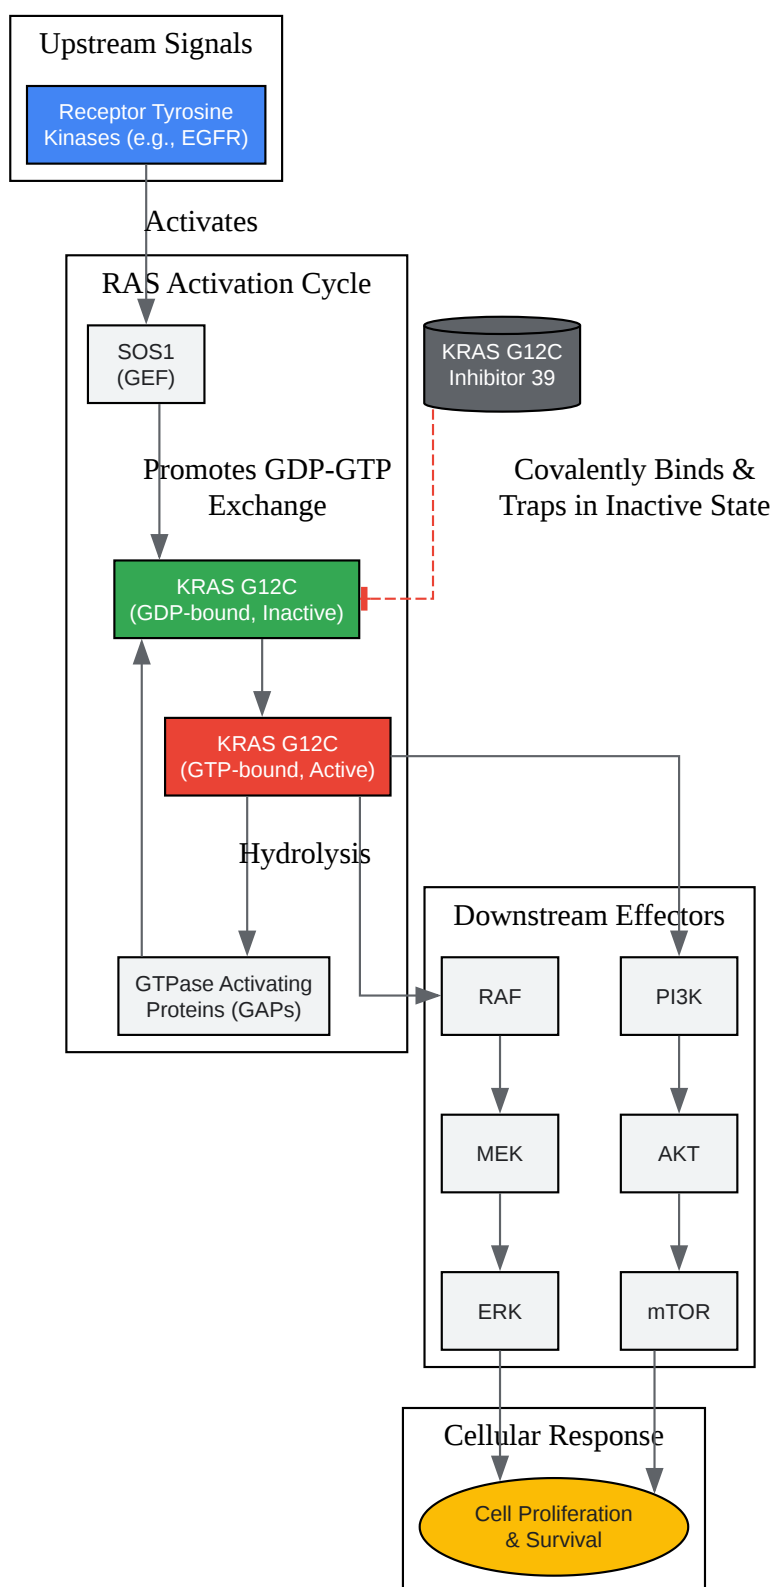 Upstream Signals
Receptor Tyrosine
Kinases (e.g., EGFR)
Activates
RAS Activation Cycle
SOS1
(GEF)
KRAS G12C
Inhibitor 39
Promotes GDP-GTP
Exchange
Covalently Binds &
Traps in Inactive State
KRAS G12C
(GDP-bound, Inactive)
KRAS G12C
(GTP-bound, Active)
Hydrolysis
GTPase Activating
Proteins (GAPs)
Downstream Effectors
RAF
PI3K
MEK
AKT
ERK
mTOR
Cellular Response
Cell Proliferation
& Survival